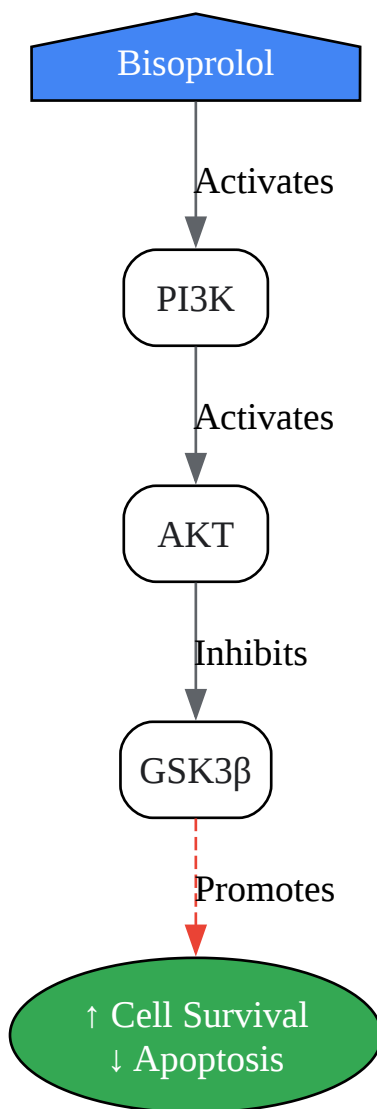 Bisoprolol
Activates
PI3K
Activates
AKT
Inhibits
GSK3β
Promotes
↑ Cell Survival
↓ Apoptosis